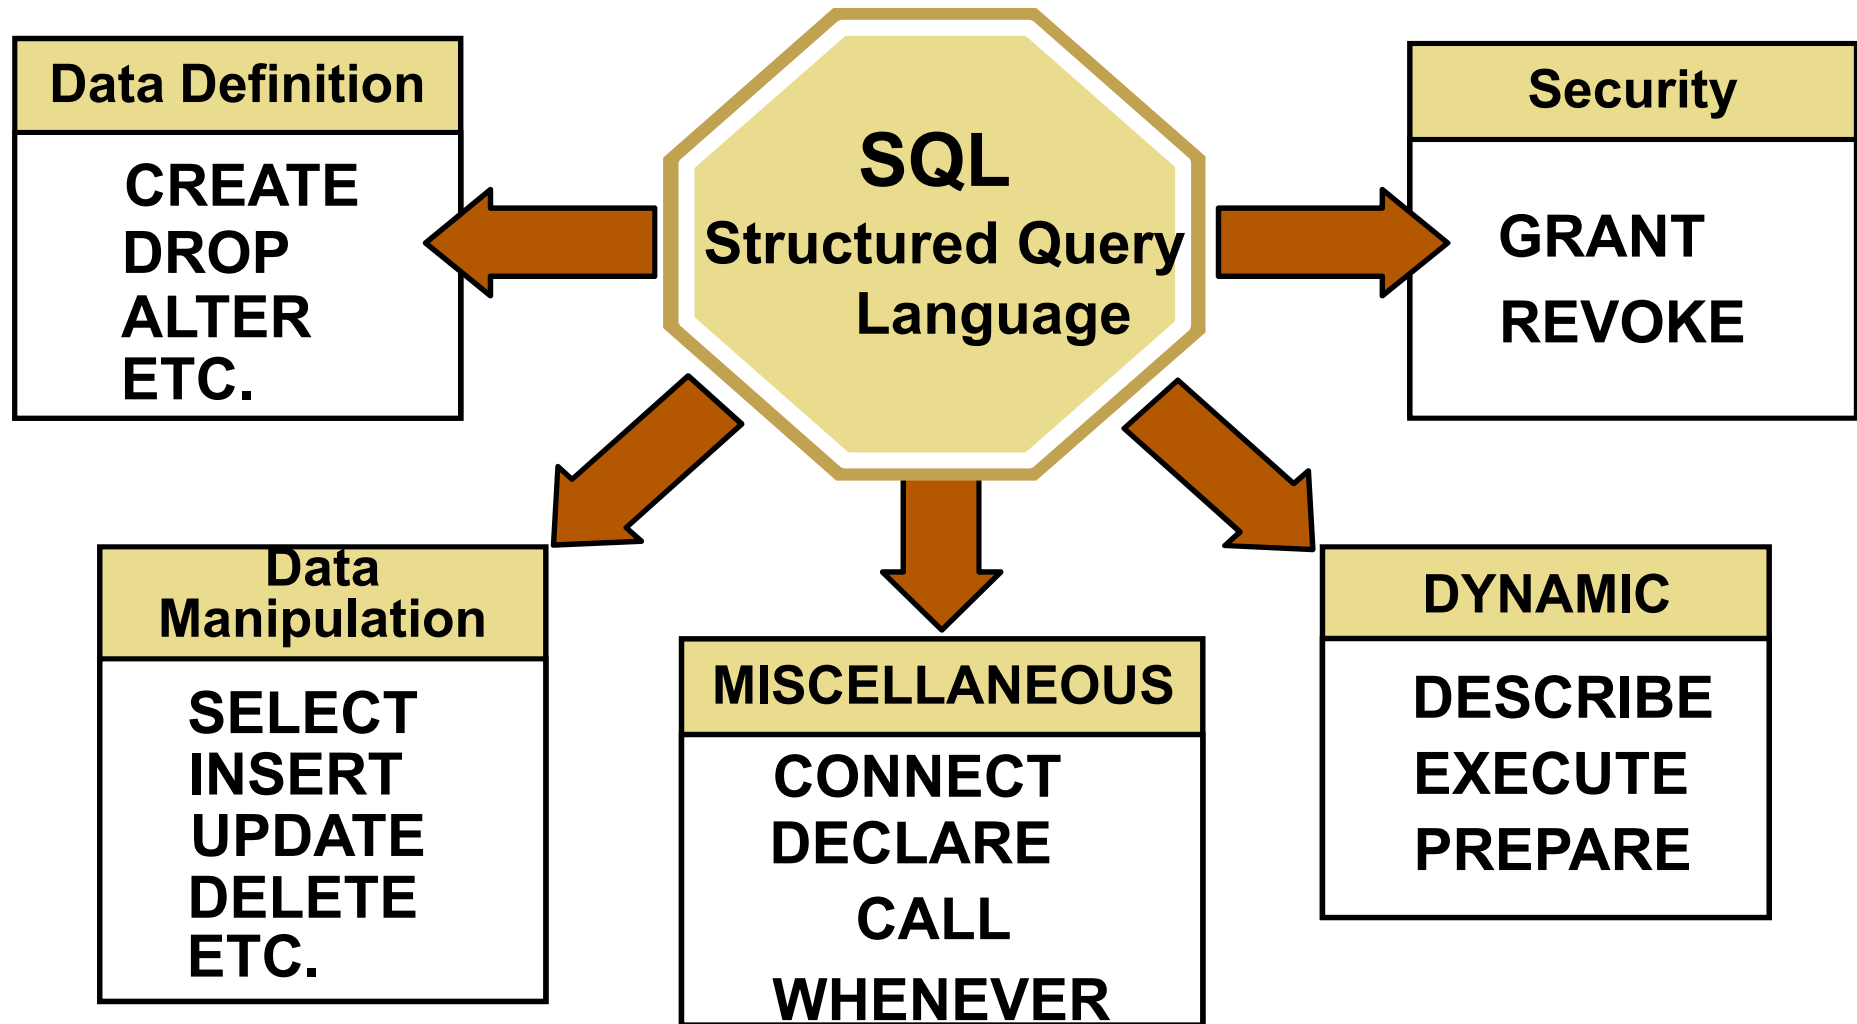 SQL
Structured Query
Language
Data Definition
CREATE
DROP
ALTER
ETC.
Security
GRANT
REVOKE
Data
Manipulation
SELECT
INSERT
UPDATE
DELETE
ETC.
MISCELLANEOUS
CONNECT
DECLARE
CALL
WHENEVER
DYNAMIC
DESCRIBE
EXECUTE
PREPARE